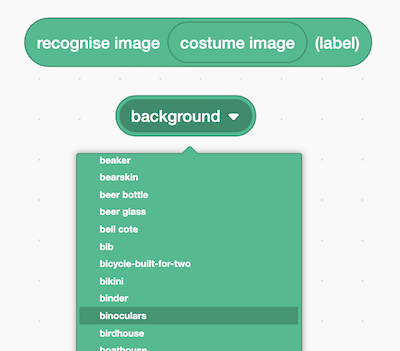 recognise image costume image (label)
background
beaker
bearskin
beer bottle
beer glass
bell cote
bib
bicycle-built-for-two
bikini
binder
binoculars
birdhouse
boathouse